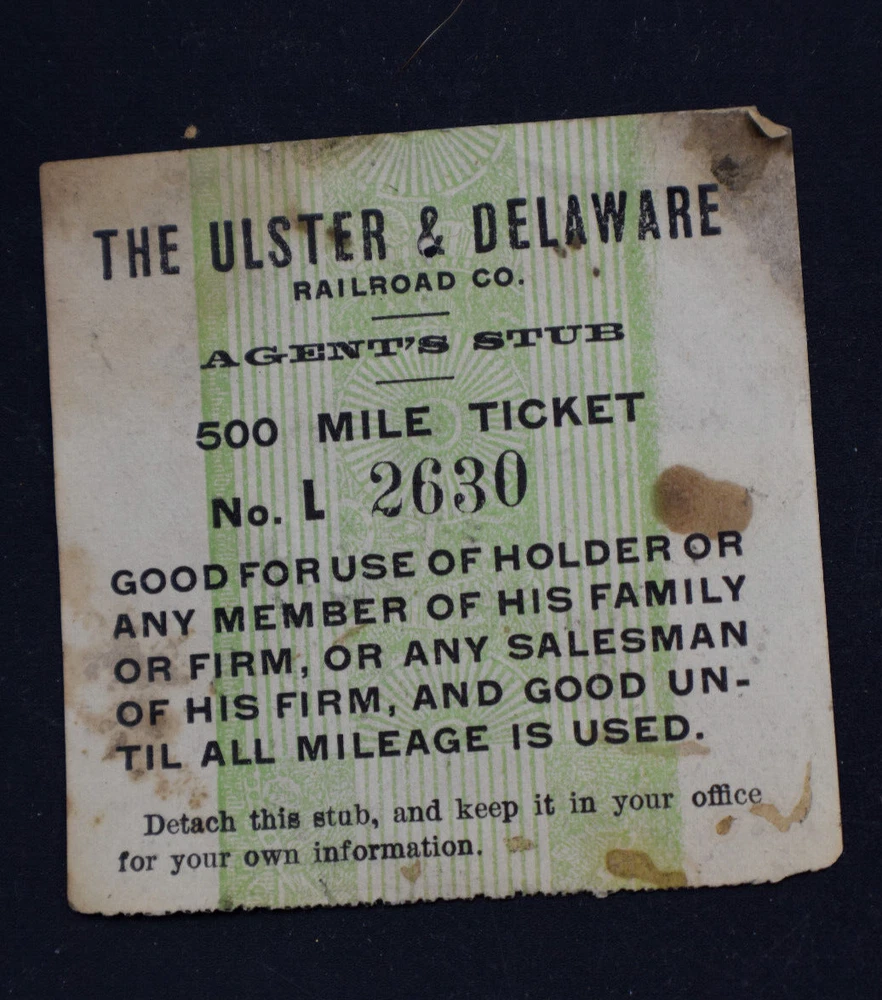 THE ULSTER & DELAWARE
RAILROAD CO.
AGENT'S STUB
500 MILE TICKET
No. L 2630
GOOD FOR USE OF HOLDER OR
ANY MEMBER OF HIS FAMILY
OR FIRM, OR ANY SALESMAN
OF HIS FIRM, AND GOOD UN-
TIL ALL MILEAGE IS USED.
Detach this stub, and keep it in your office
for your own information.